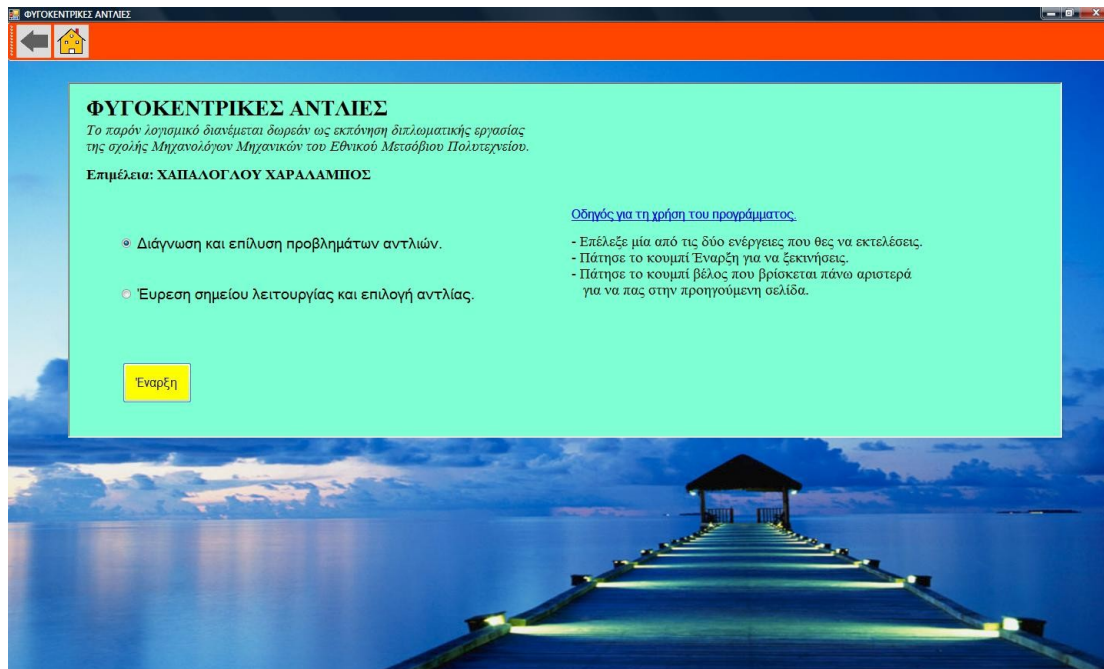 ΦΥΓΟΚΕΝΤΡΙΚΕΣ ΑΝΤΛΙΕΣ
ΦΥΓΟΚΕΝΤΡΙΚΕΣ ΑΝΤΛΙΕΣ
Το παρόν λογισμικό διανέμεται δωρεάν ως εκπόνηση διπλωματικής εργασίας
της σχολής Μηχανολόγων Μηχανικών του Εθνικού Μετσόβιου Πολυτεχνείου.
Επιμέλεια: ΧΑΠΑΛΟΓΛΟΥ ΧΑΡΑΛΑΜΠΟΣ
Διάγνωση και επίλυση προβλημάτων αντλιών.
Έυρεση σημείου λειτουργίας και επιλογή αντλίας.
Έναρξη
Οδηγός για τη χρήση του προγράμματος.
- Επέλεξε μία από τις δύο ενέργειες που θες να εκτελέσεις.
- Πάτησε το κουμπί Έναρξη για να ξεκινήσεις.
- Πάτησε το κουμπί βέλος που βρίσκεται πάνω αριστερά
για να πας στην προηγούμενη σελίδα.